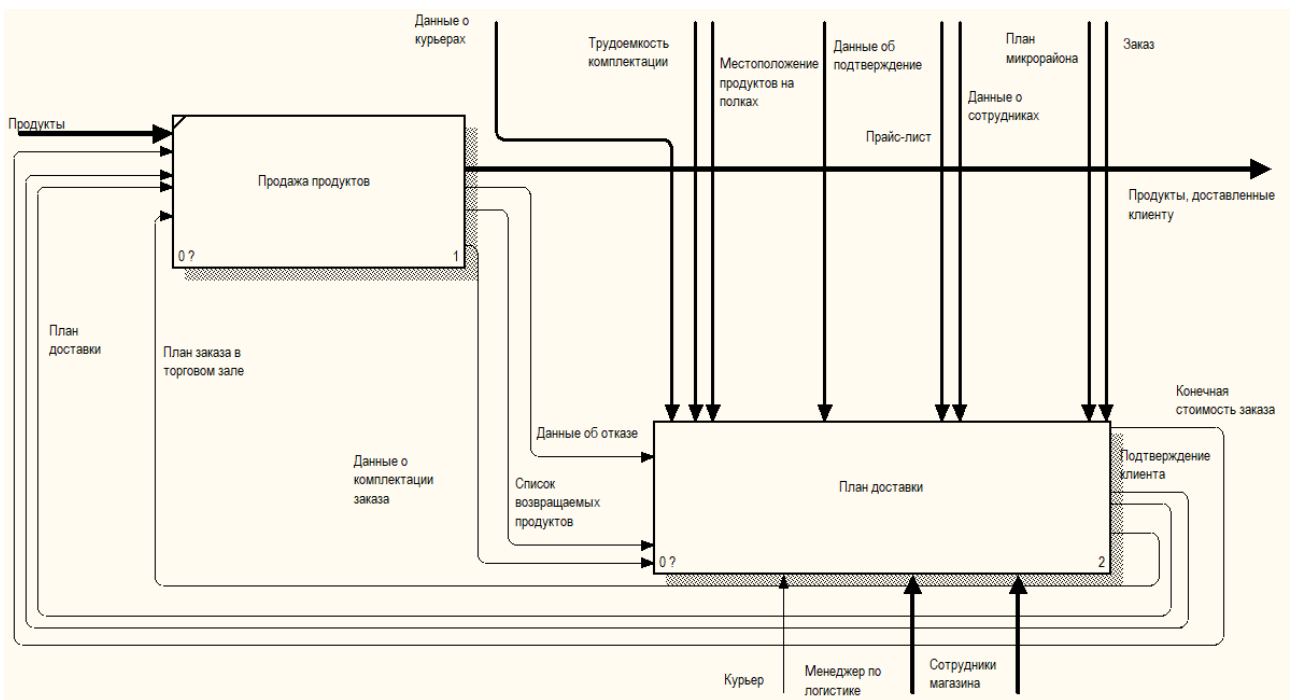 Данные о
курьерах
Трудоемкость
комплектации
Местоположение
продуктов на
полках
Данные об
подтверждение
План
микрорайона
Заказ
Данные о
сотрудниках
Прайс-лист
Продукты
Продажа продуктов
0 ?
1
Продукты, доставленные
клиенту
План
доставки
План заказа в
торговом зале
Конечная
стоимость заказа
Данные об отказе
Данные о
комплектации
заказа
Список
возвращаемых
продуктов
Подтверждение
клиента
План доставки
0 ?
2
Курьер
Менеджер по
логистике
Сотрудники
магазина